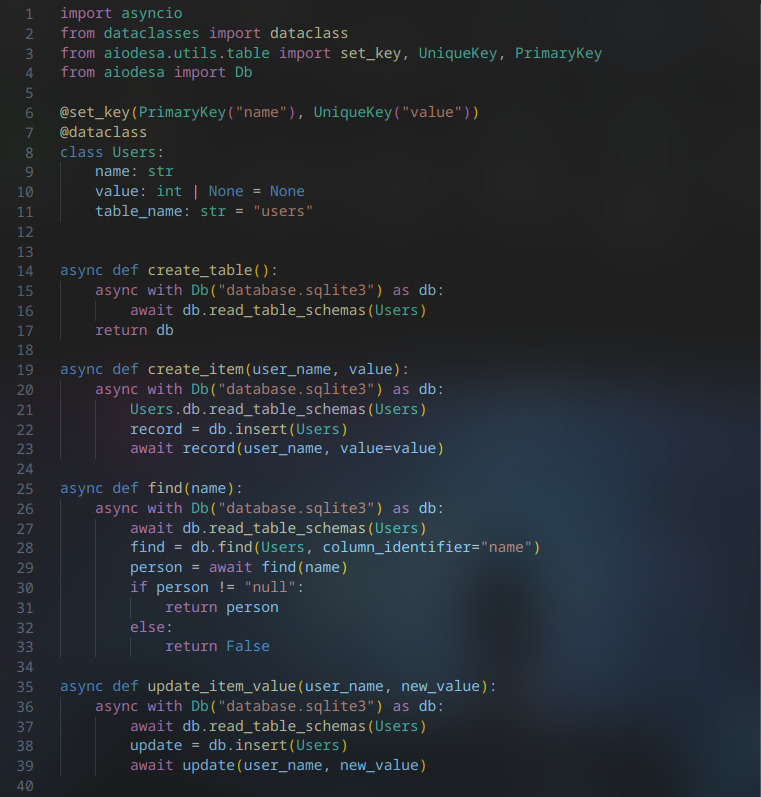 1 import asyncio
2 from dataclasses import dataclass
3 from aiodesa.utils.table import set_key, UniqueKey, PrimaryKey
4 from aiodesa import Db
5
6 @set_key(PrimaryKey("name"), UniqueKey("value"))
7 @dataclass
8 class Users:
9     name: str
10     value: int | None = None
11     table_name: str = "users"
12
13
14 async def create_table():
15     async with Db("database.sqlite3") as db:
16         await db.read_table_schemas(Users)
17     return db
18
19 async def create_item(user_name, value):
20     async with Db("database.sqlite3") as db:
21         Users.db.read_table_schemas(Users)
22         record = db.insert(Users)
23         await record(user_name, value=value)
24
25 async def find(name):
26     async with Db("database.sqlite3") as db:
27         await db.read_table_schemas(Users)
28         find = db.find(Users, column_identifier="name")
29         person = await find(name)
30         if person != "null":
31             return person
32         else:
33             return False
34
35 async def update_item_value(user_name, new_value):
36     async with Db("database.sqlite3") as db:
37         await db.read_table_schemas(Users)
38         update = db.insert(Users)
39         await update(user_name, new_value)
40